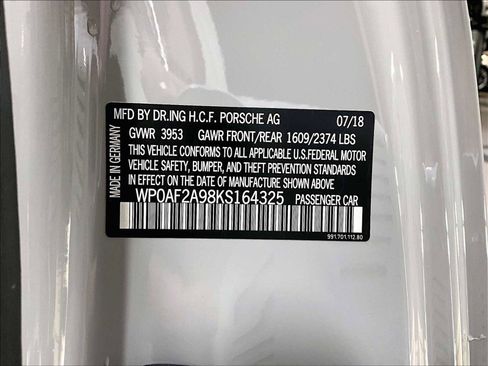 MFD BY DR.ING H.C.F. PORSCHE AG 07/18
GVWR 3953 GAWR FRONT/REAR 1609/2374 LBS
THIS VEHICLE CONFORMS TO ALL APPLICABLE U.S.FEDERAL MOTOR
VEHICLE SAFETY, BUMPER, AND THEFT PREVENTION STANDARDS
IN EFFECT ON THE DATE OF MANUFACTURE SHOWN ABOVE.
WP0AF2A98KS164325 PASSENGER CAR
991.701.112.80
MADE IN GERMANY